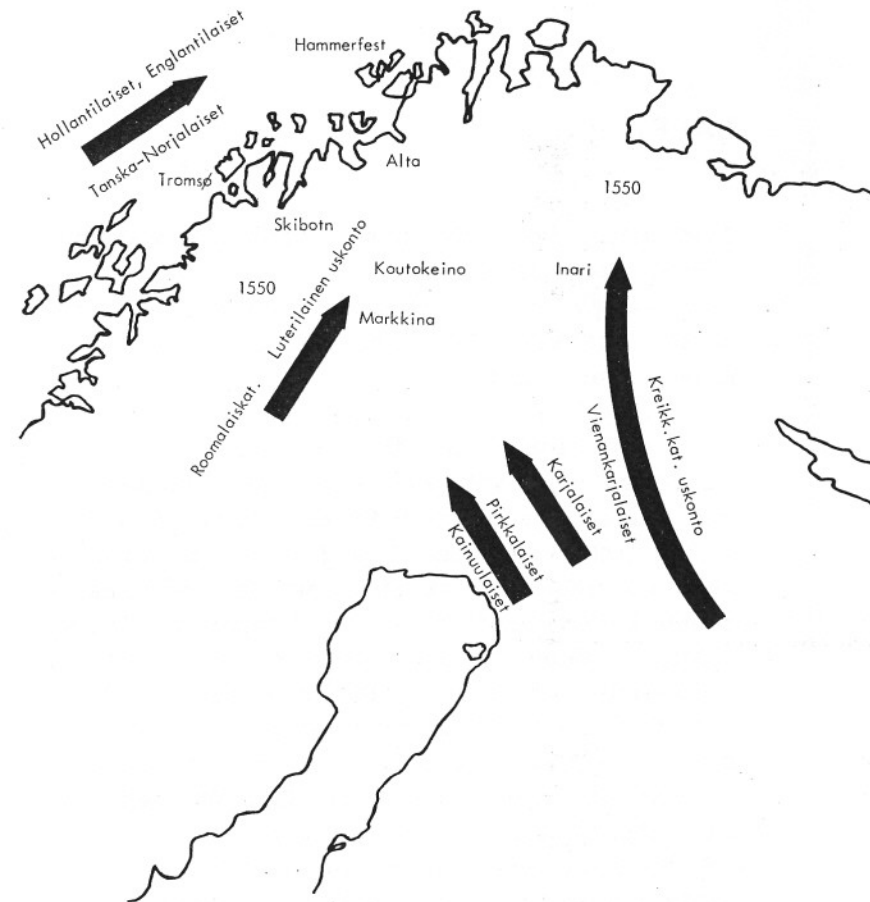 Hammerfest
Hollantilaiset, Englantilaiset
Tanska-Norjalaiset
Tromsø
Alta
1550
Skibotn
Koutokeino
Inari
1550
Luterilainen uskonto
Roomalaiskat.
Markkina
Kreikk.kat. uskonto
Vienankarjalaiset
Karjalaiset
Pirkkalaiset
Kainuulaiset